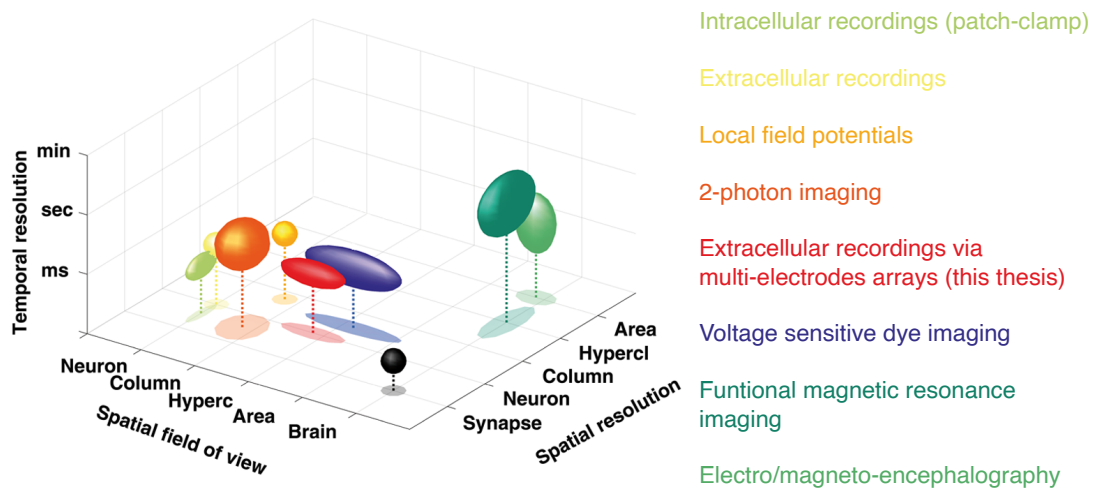 min
sec
ms
Temporal resolution
Neuron
Column
Hyperc
Area
Brain
Spatial field of view
Synapse
Neuron
Column
Hypercl
Area
Spatial resolution
Intracellular recordings (patch-clamp)
Extracellular recordings
Local field potentials
2-photon imaging
Extracellular recordings via
multi-electrodes arrays (this thesis)
Voltage sensitive dye imaging
Funtional magnetic resonance
imaging
Electro/magneto-encephalography